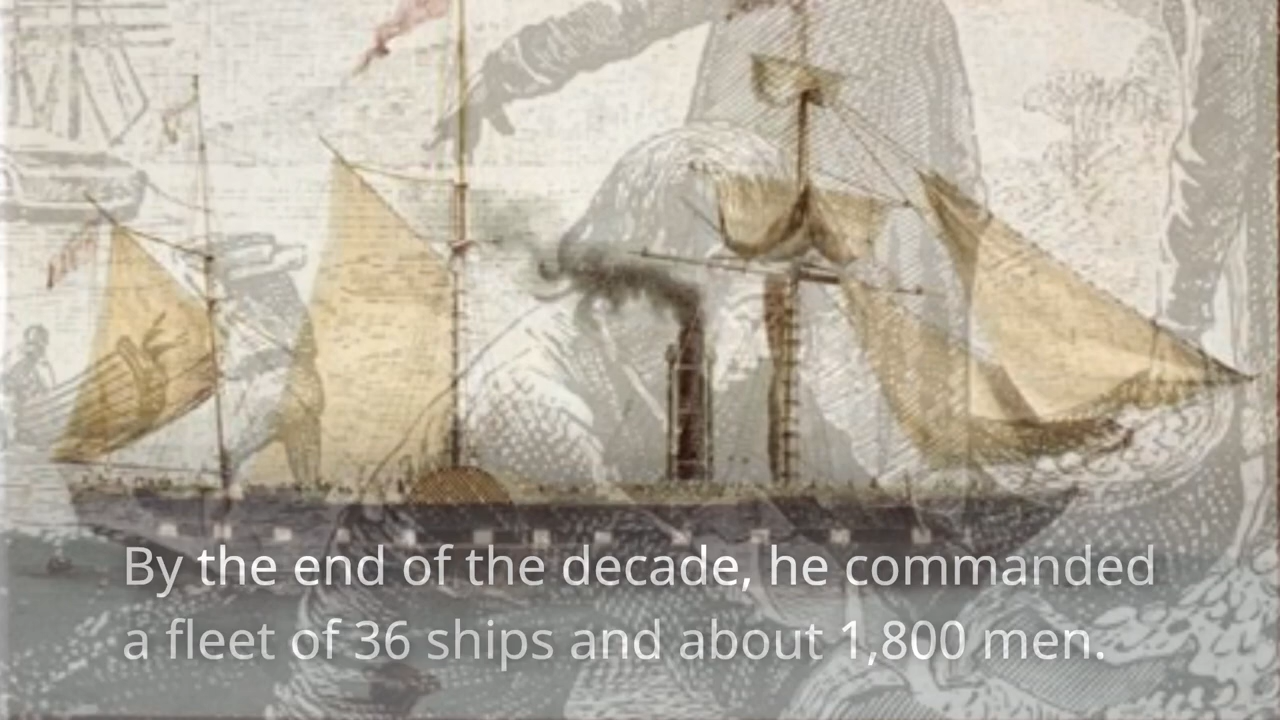 By the end of the decade, he commanded
a fleet of 36 ships and about 1,800 men.